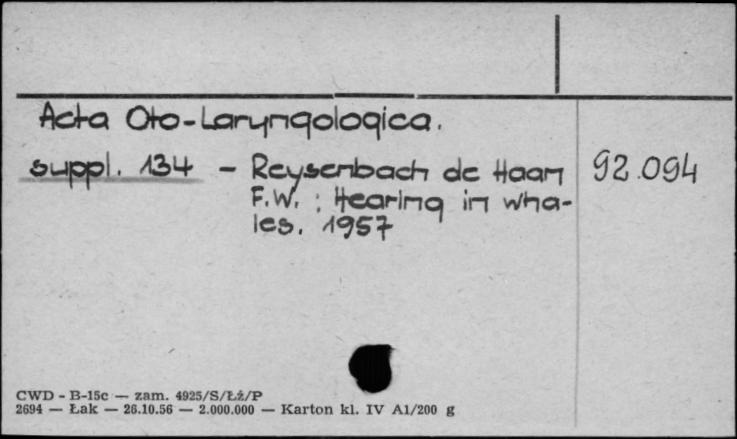 Acta Oto-Laryngologica.
suppl. 134 - Reysenbach de Haan 92.094
F.W. : Hearing in wha-
les. 1957
CWD - B-15c — zam. 4925/S/Łż/P
2694 — Łak — 26.10.56 — 2.000.000 — Karton kl. IV A1/200 g